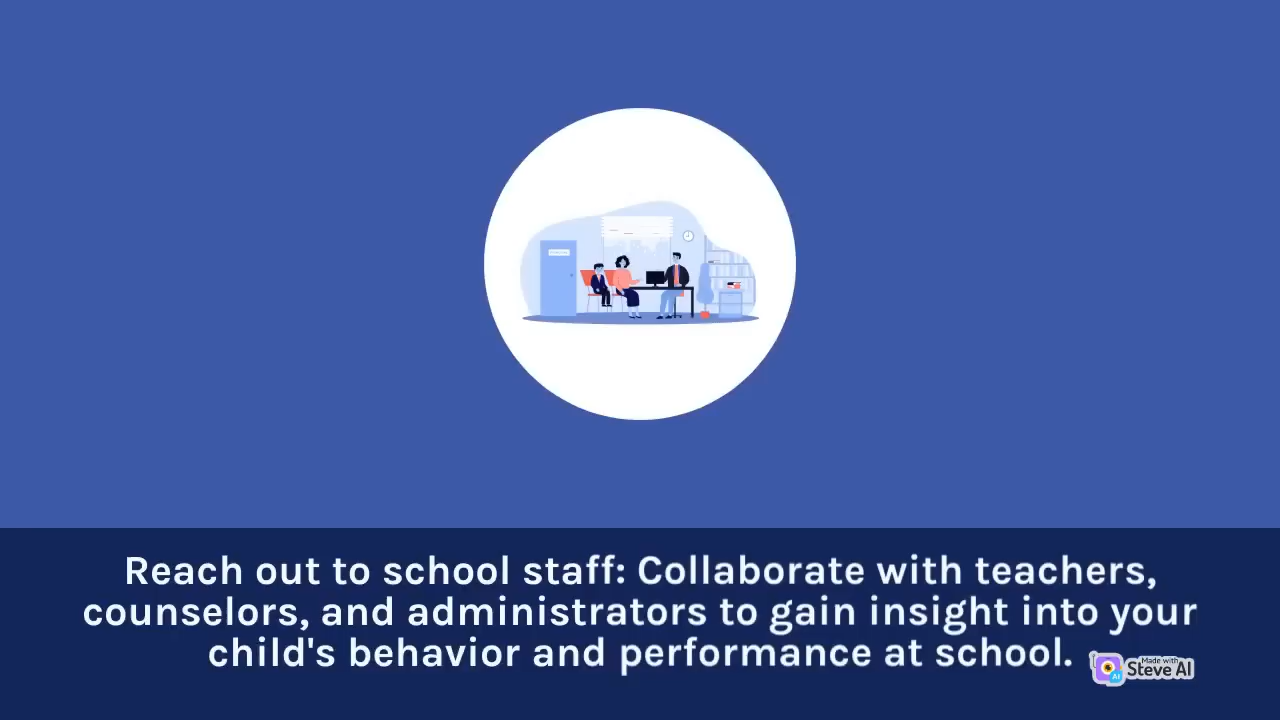 Reach out to school staff: Collaborate with teachers,
counselors, and administrators to gain insight into your
child's behavior and performance at school.
Made with
Steve AI
AI